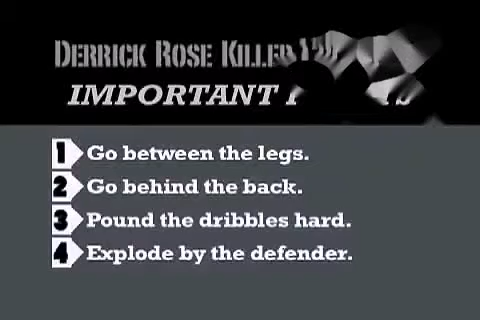 Derrick Rose Killer
IMPORTANT
1 Go between the legs.
2 Go behind the back.
3 Pound the dribbles hard.
4 Explode by the defender.